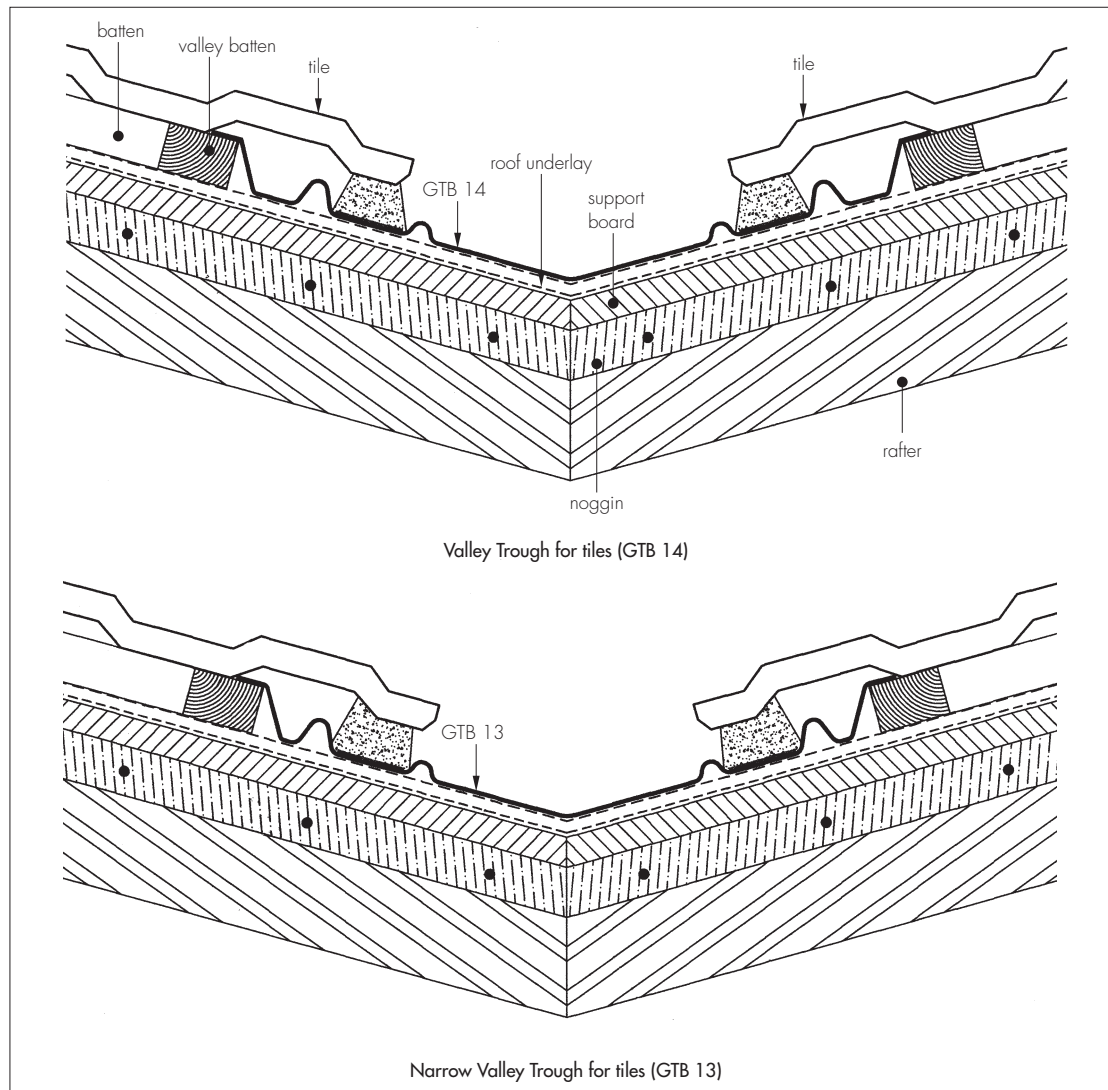 batten
valley batten
tile
tile
roof underlay
GTB 14
support
board
rafter
noggin
Valley Trough for tiles (GTB 14)
GTB 13
Narrow Valley Trough for tiles (GTB 13)